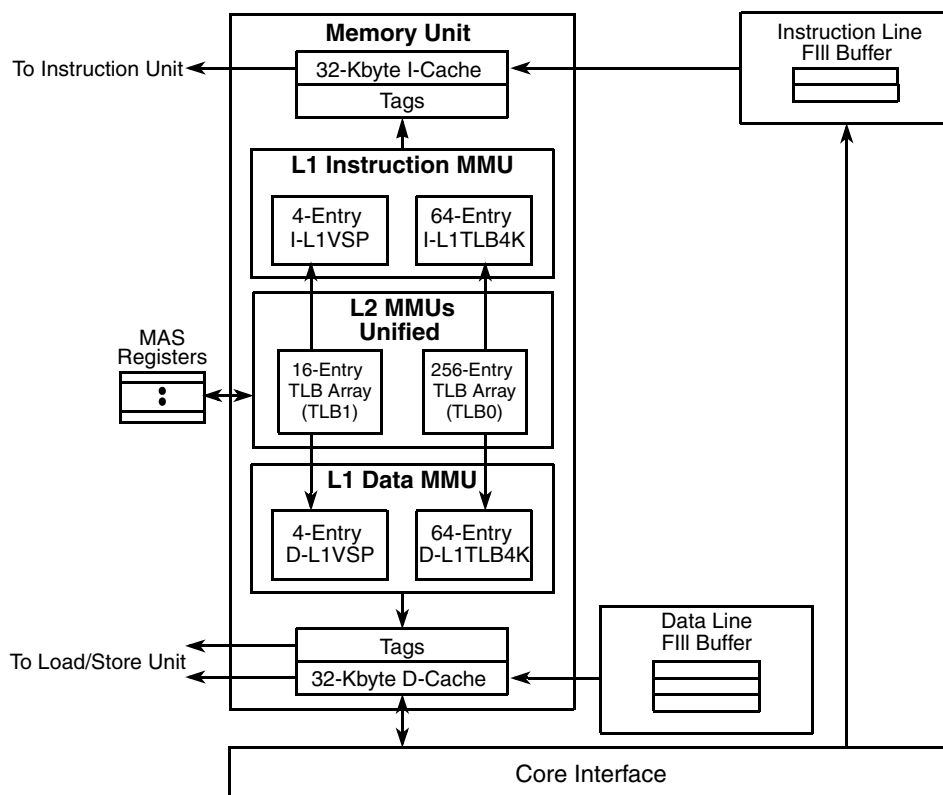 Memory Unit
Instruction Line
FIll Buffer
To Instruction Unit
32-Kbyte I-Cache
Tags
L1 Instruction MMU
4-Entry
I-L1VSP
64-Entry
I-L1TLB4K
L2 MMUs
Unified
MAS
Registers
16-Entry
TLB Array
(TLB1)
256-Entry
TLB Array
(TLB0)
L1 Data MMU
4-Entry
D-L1VSP
64-Entry
D-L1TLB4K
Data Line
FIll Buffer
To Load/Store Unit
Tags
32-Kbyte D-Cache
Core Interface